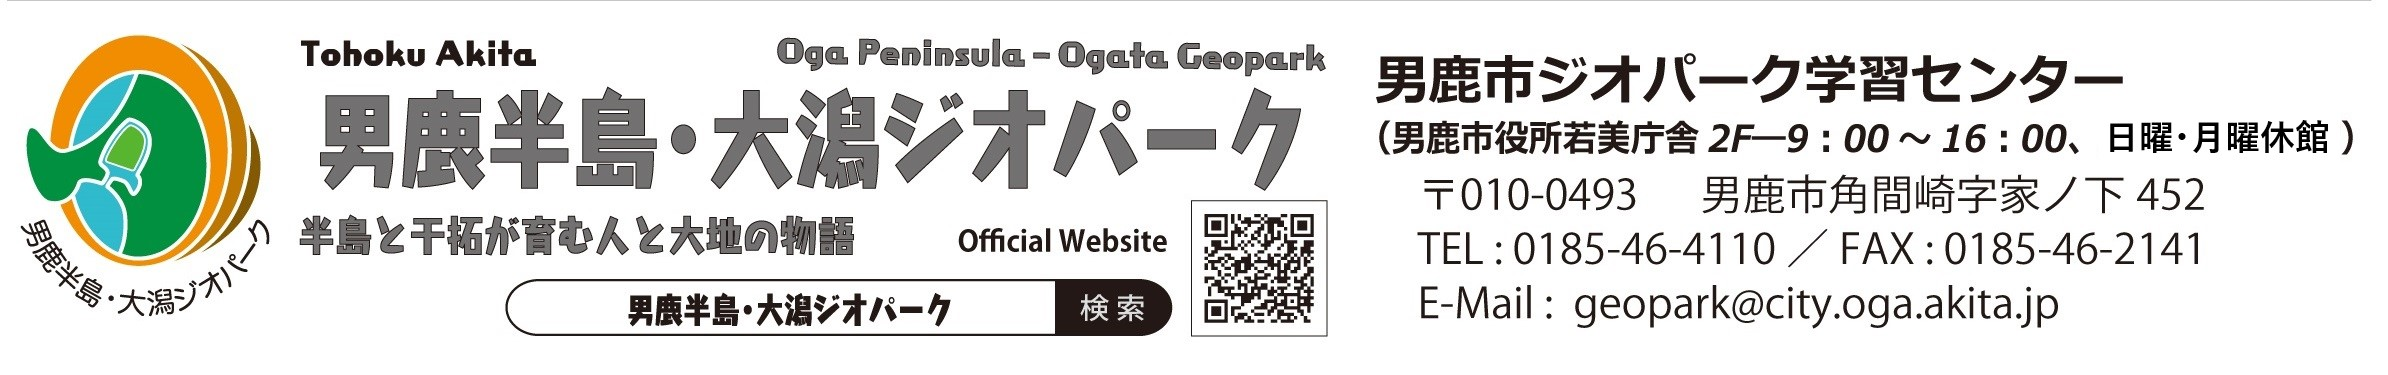 男鹿半島・大潟ジオパーク
Tohoku Akita
Oga Peninsula – Ogata Geopark
男鹿半島・大潟ジオパーク
半島と干拓が育む人と大地の物語
Official Website
男鹿半島・大潟ジオパーク 検索
男鹿市ジオパーク学習センター
（男鹿市役所若美庁舎 2F—9：00 〜 16：00、日曜・月曜休館）
〒010-0493 男鹿市角間崎字家ノ下 452
TEL : 0185-46-4110 ／ FAX : 0185-46-2141
E-Mail : geopark@city.oga.akita.jp